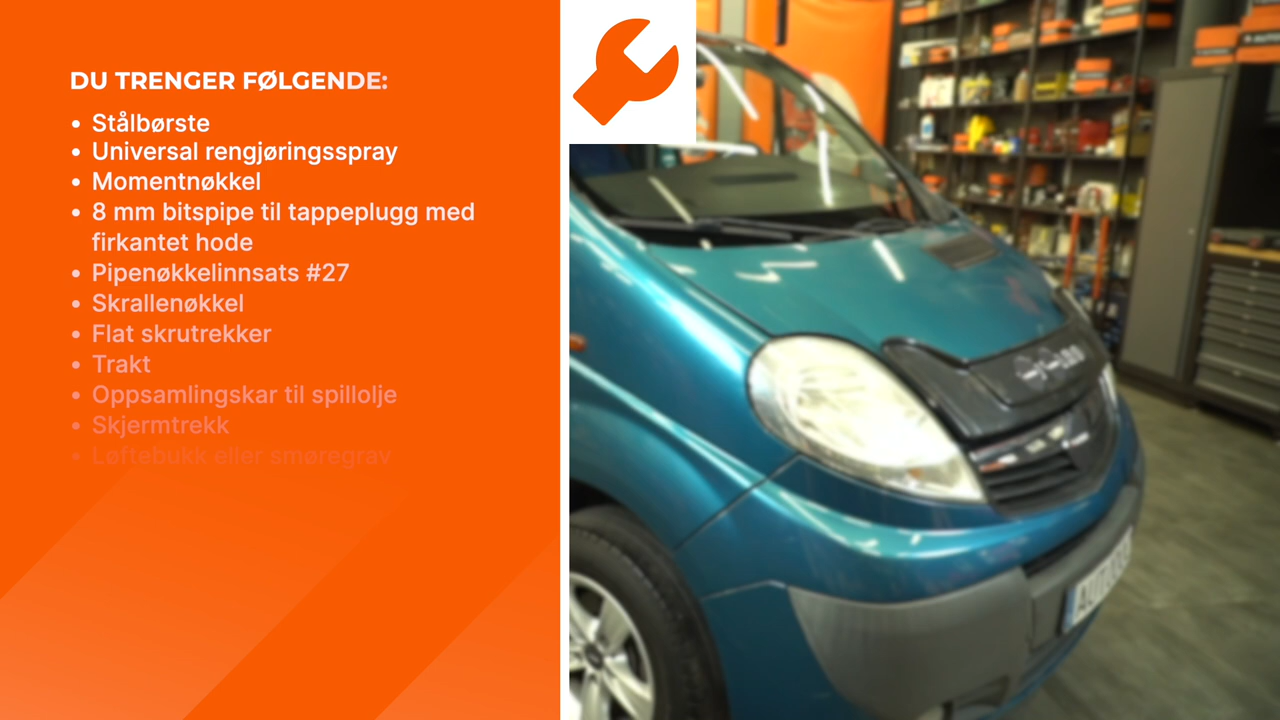 DU TRENGER FØLGENDE:
• Stålbørste
• Universal rengjøringsspray
• Momentnøkkel
• 8 mm bitspipe til tappeplugg med
firkantet hode
• Pipenøkkelinnsats #27
• Skrallenøkkel
• Flat skrutrekker
• Trakt
• Oppsamlingskar til spillolje
• Skjermtrekk
• Løftebukk eller smøregrav